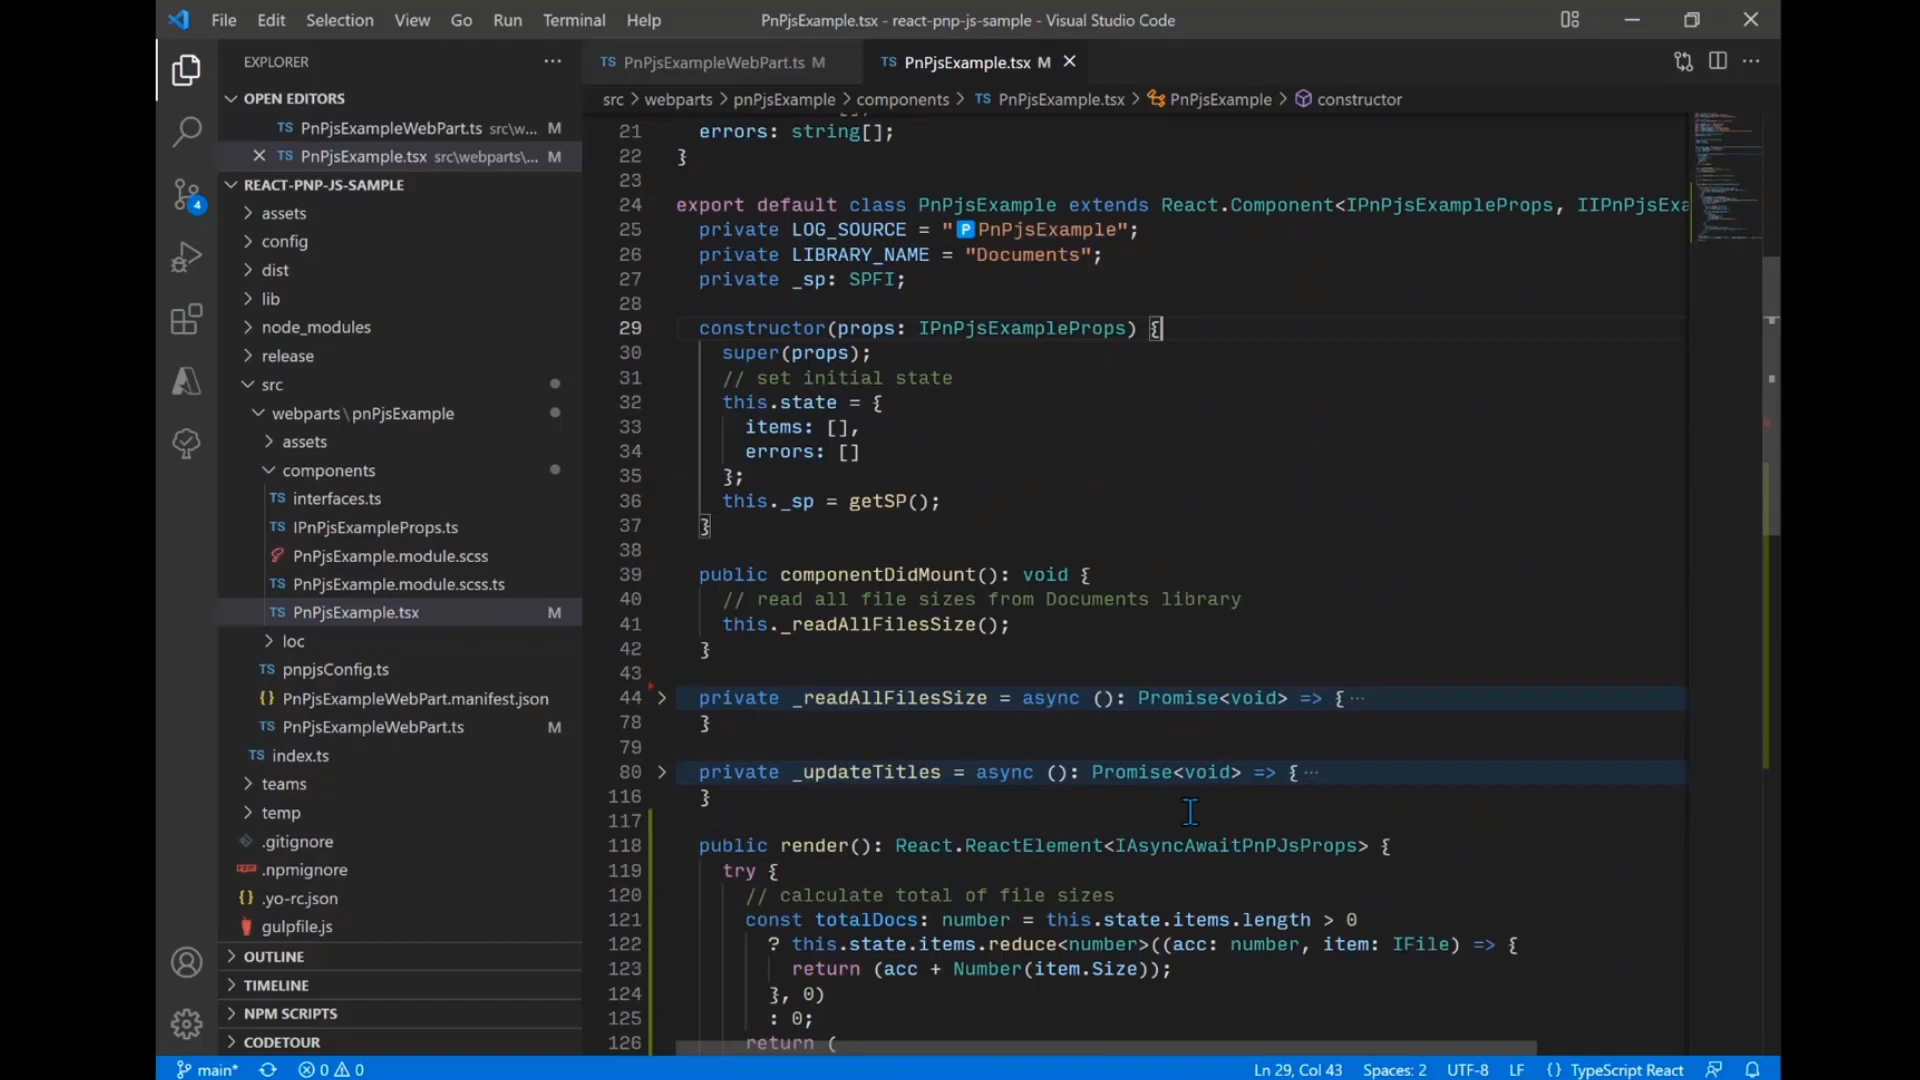 File Edit Selection View Go Run Terminal Help PnPjsExample.tsx - react-pnp-js-sample - Visual Studio Code
EXPLORER
OPEN EDITORS
TS PnPjsExampleWebPart.ts src\w... M
TS PnPjsExample.tsx src\webparts\... M
REACT-PNP-JS-SAMPLE
assets
config
dist
lib
node_modules
release
src
webparts\pnPjsExample
assets
components
TS interfaces.ts
TS IPnPjsExampleProps.ts
PnPjsExample.module.scss
TS PnPjsExample.module.scss.ts
TS PnPjsExample.tsx M
loc
TS pnpjsConfig.ts
{} PnPjsExampleWebPart.manifest.json
TS PnPjsExampleWebPart.ts M
TS index.ts
teams
temp
.gitignore
.npmignore
{} .yo-rc.json
gulpfile.js
OUTLINE
TIMELINE
NPM SCRIPTS
CODETOUR
4
TS PnPjsExampleWebPart.ts M
TS PnPjsExample.tsx M
src > webparts > pnPjsExample > components > TS PnPjsExample.tsx > PnPjsExample > constructor
21 errors: string[];
22 }
23
24 export default class PnPjsExample extends React.Component<IPnPjsExampleProps, IIPnPjsExa
25 private LOG_SOURCE = "🅿PnPjsExample";
26 private LIBRARY_NAME = "Documents";
27 private _sp: SPFI;
28
29 constructor(props: IPnPjsExampleProps) {
30 super(props);
31 // set initial state
32 this.state = {
33 items: [],
34 errors: []
35 };
36 this._sp = getSP();
37 }
38
39 public componentDidMount(): void {
40 // read all file sizes from Documents library
41 this._readAllFilesSize();
42 }
43
44 private _readAllFilesSize = async (): Promise<void> => {···
78 }
79
80 private _updateTitles = async (): Promise<void> => {···
116 }
117
118 public render(): React.ReactElement<IAsyncAwaitPnPJsProps> {
119 try {
120 // calculate total of file sizes
121 const totalDocs: number = this.state.items.length > 0
122 ? this.state.items.reduce<number>((acc: number, item: IFile) => {
123 return (acc + Number(item.Size));
124 }, 0)
125 : 0;
126 return (
main* 0 0 Ln 29, Col 43 Spaces: 2 UTF-8 LF {} TypeScript React